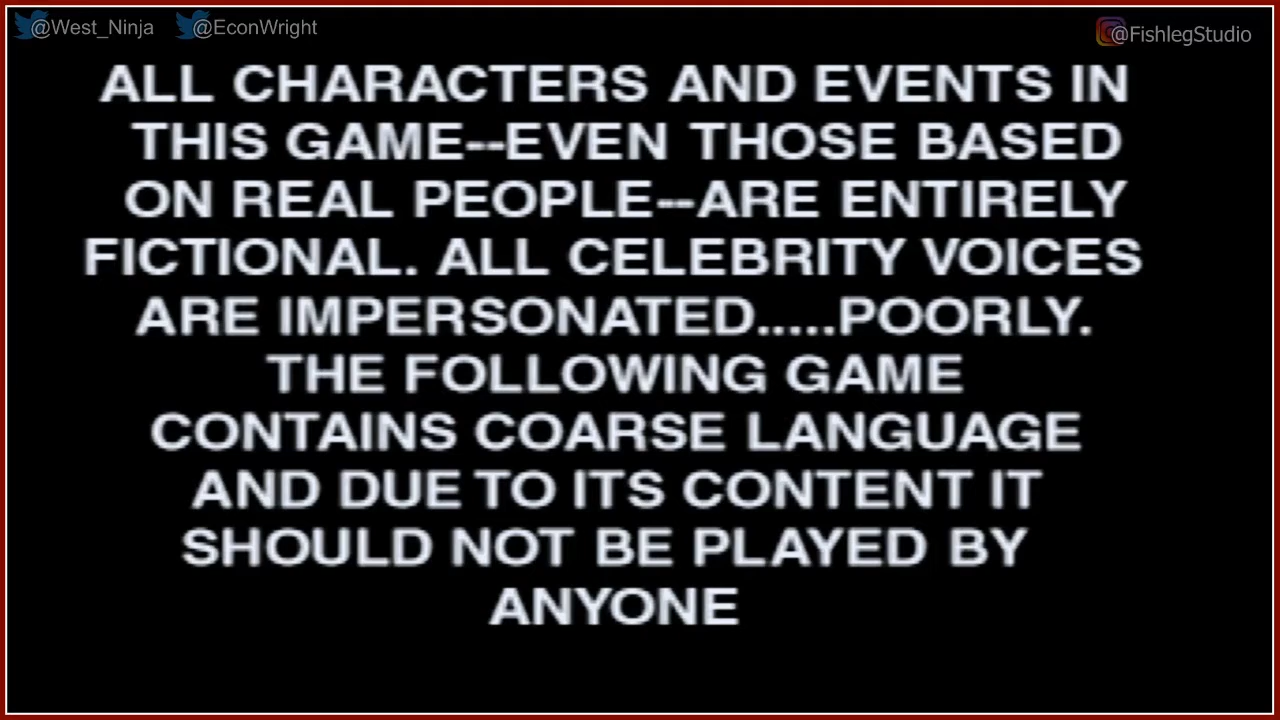 @West_Ninja @EconWright @FishlegStudio
ALL CHARACTERS AND EVENTS IN
THIS GAME--EVEN THOSE BASED
ON REAL PEOPLE--ARE ENTIRELY
FICTIONAL. ALL CELEBRITY VOICES
ARE IMPERSONATED.....POORLY.
THE FOLLOWING GAME
CONTAINS COARSE LANGUAGE
AND DUE TO ITS CONTENT IT
SHOULD NOT BE PLAYED BY
ANYONE